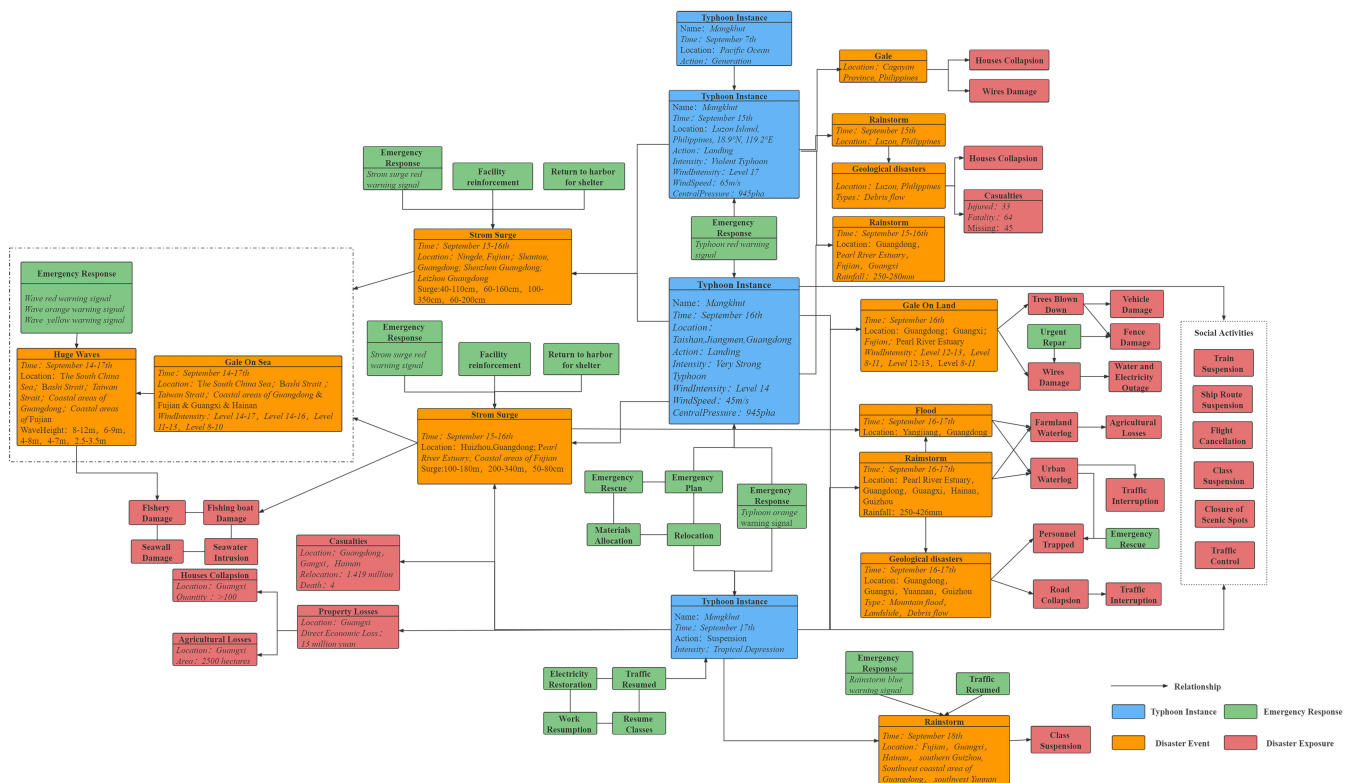 Typhoon Instance
Name: Mangkhut
Time: September 7th
Location: Pacific Ocean
Action: Generation
Gale
Location: Cagayan
Province, Philippines
Houses Collapsion
Wires Damage
Typhoon Instance
Name: Mangkhut
Time: September 15th
Location: Luzon Island,
Philippines, 18.9°N, 119.2°E
Action: Landing
Intensity: Violent Typhoon
WindIntensity: Level 17
WindSpeed: 65m/s
CentralPressure: 945pha
Rainstorm
Time: September 15th
Location: Luzon, Philippines
Geological disasters
Location: Luzon, Philippines
Types: Debris flow
Houses Collapsion
Casualties
Injured: 33
Fatality: 64
Missing: 45
Emergency
Response
Strom surge red
warning signal
Facility
reinforcement
Return to harbor
for shelter
Strom Surge
Time: September 15-16th
Location: Ningde, Fujian; Shantou,
Guangdong; Shenzhen Guangdong;
Leizhou Guangdong
Surge:40-110cm, 60-160cm, 100-
350cm, 60-200cm
Emergency
Response
Typhoon red warning
signal
Rainstorm
Time: September 15-16th
Location: Guangdong,
Pearl River Estuary,
Fujian, Guangxi
Rainfall: 250-280mm
Emergency Response
Wave red warning signal
Wave orange warning signal
Wave yellow warning signal
Huge Waves
Time: September 14-17th
Location: The South China
Sea; Bashi Strait; Taiwan
Strait; Coastal areas of
Guangdong; Coastal
areas of Fujian
WaveHeight: 8-12m, 6-9m,
4-8m, 4-7m, 2.5-3.5m
Gale On Sea
Time: September 14-17th
Location: The South China Sea; Bashi Strait;
Taiwan Strait; Coastal areas of Guangdong &
Fujian & Guangxi & Hainan
WindIntensity: Level 14-17, Level 14-16, Level
11-13, Level 8-10
Emergency
Response
Strom surge red
warning signal
Facility
reinforcement
Return to harbor
for shelter
Strom Surge
Time: September 15-16th
Location: Huizhou,Guangdong; Pearl
River Estuary; Coastal areas of Fujian
Surge:100-180m, 200-340m, 50-80cm
Typhoon Instance
Name: Mangkhut
Time: September 16th
Location:
Taishan,Jiangmen,Guangdong
Action: Landing
Intensity: Very Strong
Typhoon
WindIntensity: Level 14
WindSpeed: 45m/s
CentralPressure: 945pha
Gale On Land
Time: September 16th
Location: Guangdong; Guangxi;
Fujian; Pearl River Estuary
WindIntensity: Level 12-13, Level
8-11, Level 12-13, Level 8-11
Trees Blown
Down
Vehicle
Damage
Urgent
Repar
Fence
Damage
Wires
Damage
Water and
Electricity
Outage
Social Activities
Train
Suspension
Ship Route
Suspension
Flight
Cancellation
Class
Suspension
Closure of
Scenic Spots
Traffic
Control
Flood
Time: September 16-17th
Location: Yangjiang, Guangdong
Rainstorm
Time: September 16-17th
Location: Pearl River Estuary,
Guangdong, Guangxi, Hainan,
Guizhou
Rainfall: 250-426mm
Farmland
Waterlog
Agricultural
Losses
Urban
Waterlog
Traffic
Interruption
Personnel
Trapped
Emergency
Rescue
Geological disasters
Time: September 16-17th
Location: Guangdong,
Guangxi, Yuannan, Guizhou
Type: Mountain flood,
Landslide, Debris flow
Road
Collapsion
Traffic
Interruption
Emergency
Rescue
Emergency
Plan
Materials
Allocation
Relocation
Emergency
Response
Typhoon orange
warning signal
Fishery
Damage
Fishing boat
Damage
Seawall
Damage
Seawater
Intrusion
Casualties
Location: Guangdong,
Gangxi, Hainan
Relocation: 1.419 million
Death: 4
Houses Collapsion
Location: Guangxi
Quantity : >100
Property Losses
Location: Guangxi
Direct Economic Loss:
13 million yuan
Agricultural Losses
Location: Guangxi
Area: 2500 hectares
Typhoon Instance
Name: Mangkhut
Time: September 17th
Action: Suspension
Intensity: Tropical Depression
Electricity
Restoration
Traffic
Resumed
Work
Resumption
Resume
Classes
Emergency
Response
Rainstorm blue
warning signal
Traffic
Resumed
Rainstorm
Time: September 18th
Location: Fujian, Guangxi,
Hainan, southern Guizhou,
Southwest coastal area of
Guangdong, southwest Yunnan
Class
Suspension
Relationship
Typhoon Instance
Emergency Response
Disaster Event
Disaster Exposure